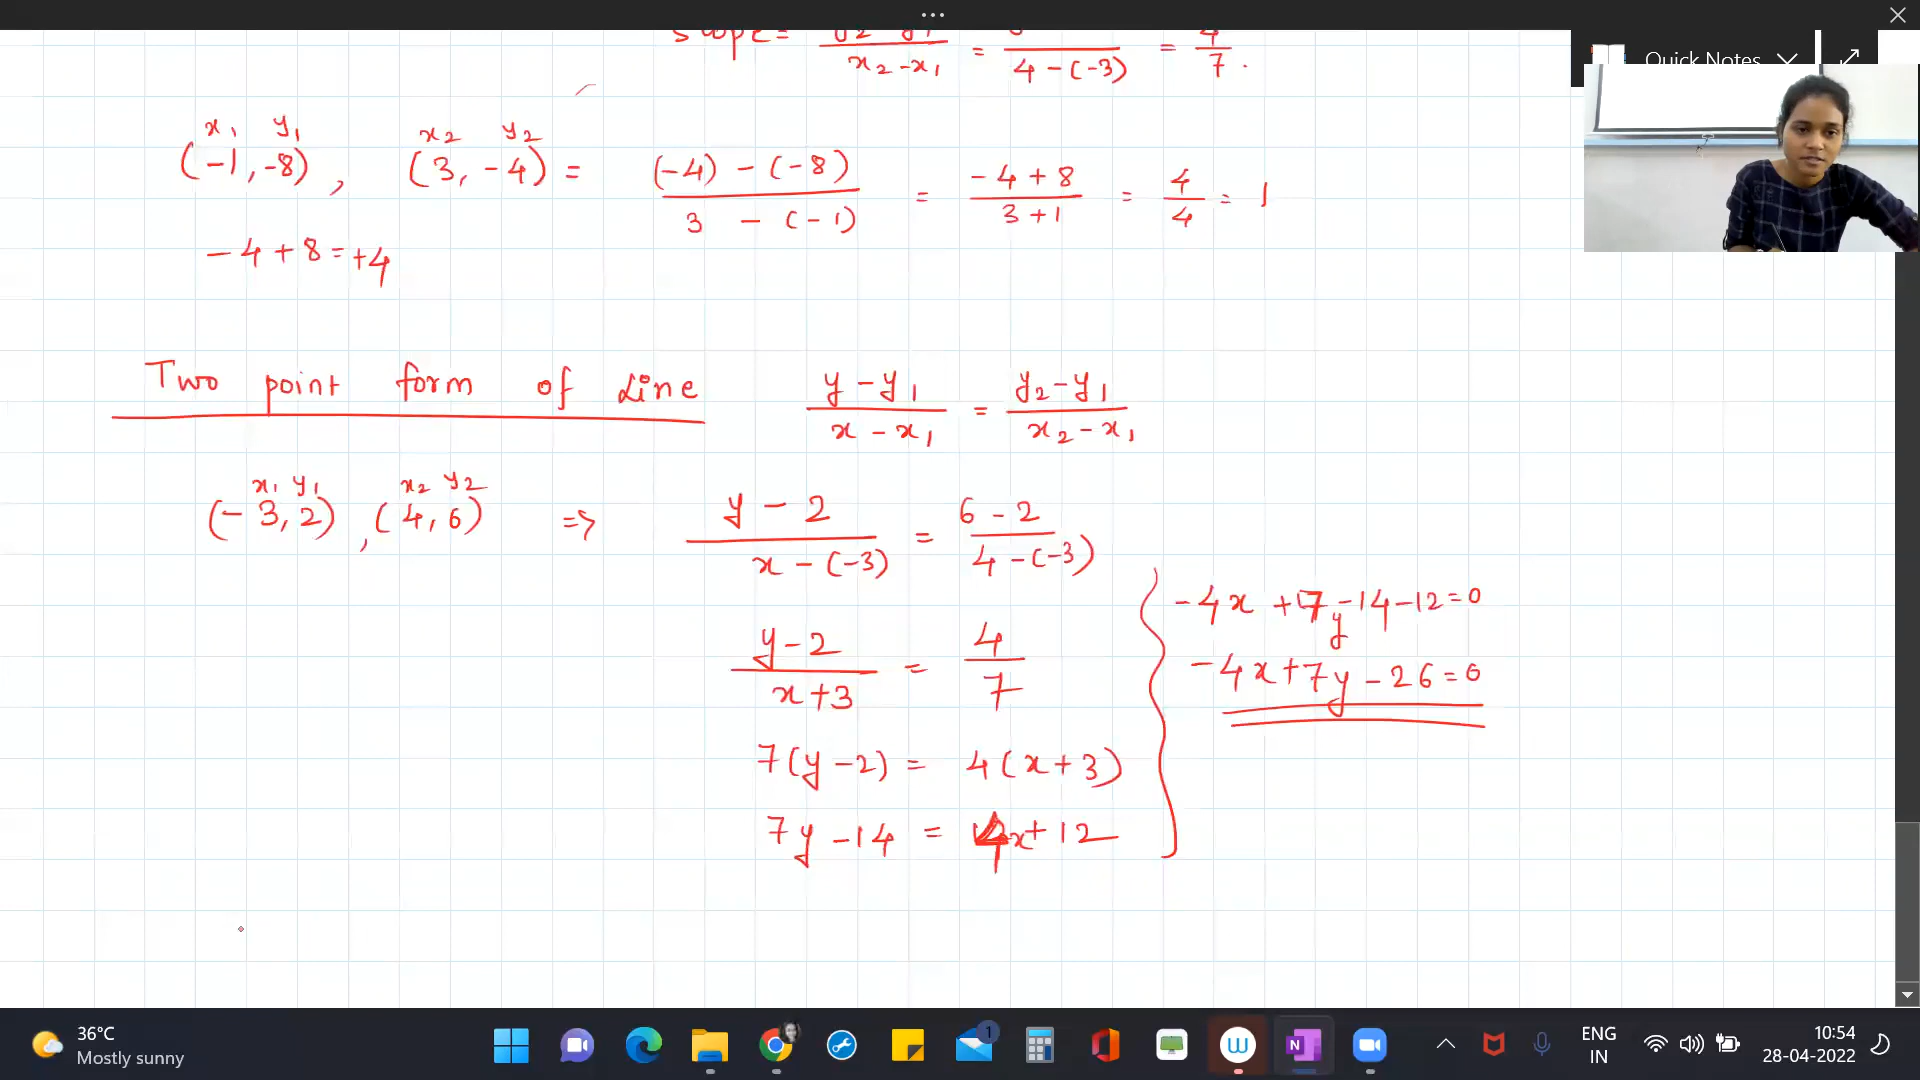 ...
Quick Notes
slope = y2 - y1 / x2 - x1 = / 4 - (-3) = 4 / 7 .
x1 y1 x2 y2
(-1, -8) , (3, -4) = (-4) - (-8) / 3 - (-1) = -4 + 8 / 3 + 1 = 4 / 4 = 1
-4 + 8 = +4
Two point form of Line y - y1 / x - x1 = y2 - y1 / x2 - x1
x1 y1 x2 y2
(-3, 2) , (4, 6) => y - 2 / x - (-3) = 6 - 2 / 4 - (-3)
y - 2 / x + 3 = 4 / 7
7(y - 2) = 4(x + 3)
7y - 14 = 4x + 12
-4x + 7y - 14 - 12 = 0
-4x + 7y - 26 = 0
36°C
Mostly sunny
1
ENG
IN
10:54
28-04-2022